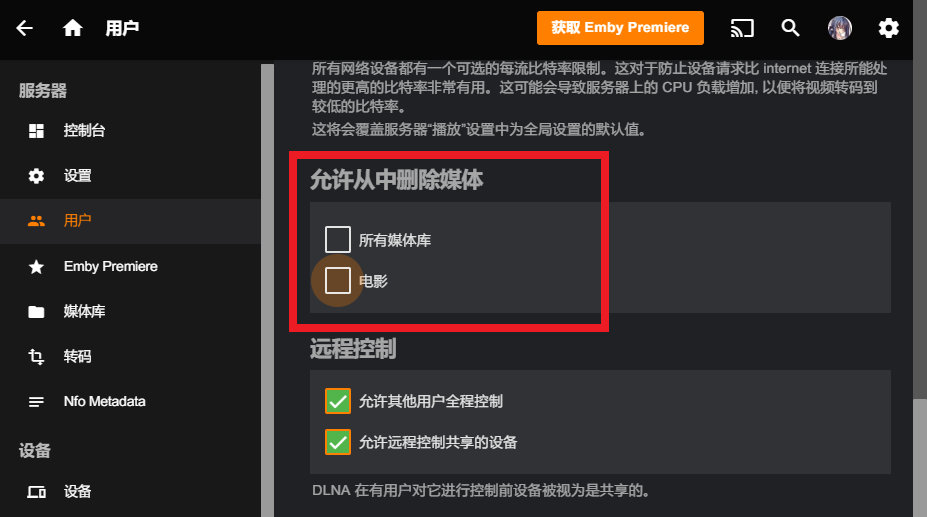 用户
获取 Emby Premiere
服务器
控制台
设置
用户
Emby Premiere
媒体库
转码
Nfo Metadata
设备
设备
所有网络设备都有一个可选的每流比特率限制。这对于防止设备请求比 internet 连接所能处
理的更高的比特率非常有用。这可能会导致服务器上的 CPU 负载增加, 以便将视频转码到
较低的比特率。
这将会覆盖服务器“播放”设置中为全局设置的默认值。
允许从中删除媒体
所有媒体库
电影
远程控制
允许其他用户全程控制
允许远程控制共享的设备
DLNA 在有用户对它进行控制前设备被视为是共享的。